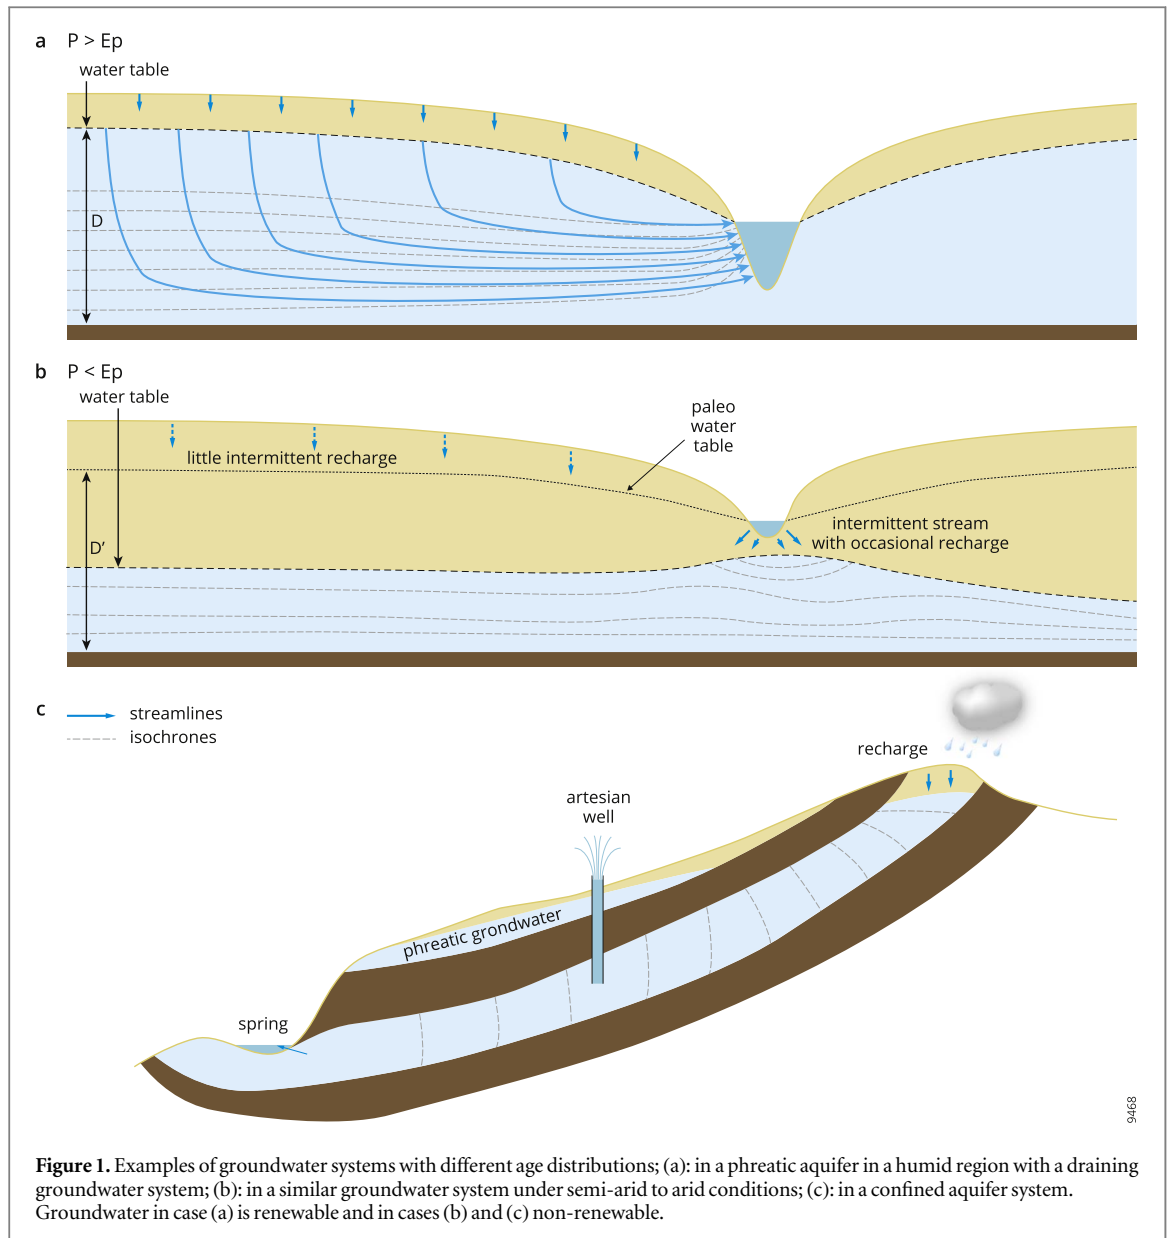 a P > Ep
water table
D
b P < Ep
water table
paleo
water
table
little intermittent recharge
D’
intermittent stream
with occasional recharge
c
streamlines
isochrones
recharge
artesian
well
phreatic grondwater
spring
9468
Figure 1. Examples of groundwater systems with different age distributions; (a): in a phreatic aquifer in a humid region with a draining
groundwater system; (b): in a similar groundwater system under semi-arid to arid conditions; (c): in a confined aquifer system.
Groundwater in case (a) is renewable and in cases (b) and (c) non-renewable.